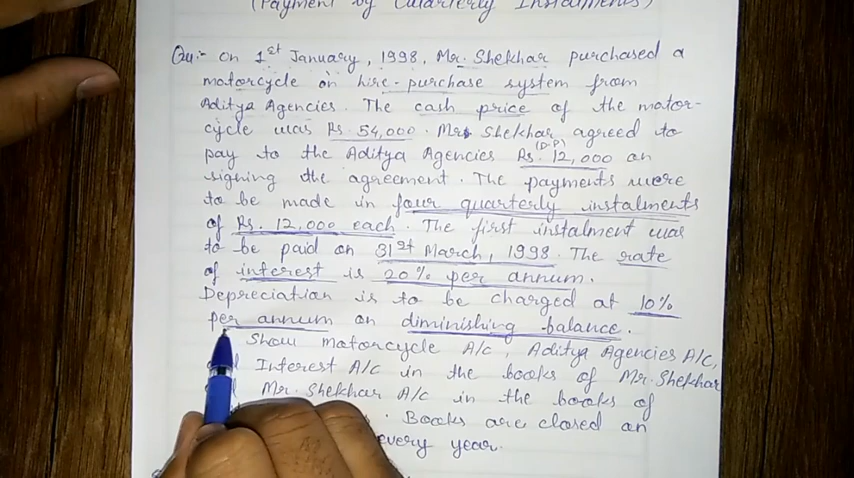 (Payment by Quarterly Instalments)
Qu:- On 1st January, 1998, Mr. Shekhar purchased a
motorcycle on hire-purchase system from
Aditya Agencies. The cash price of the motor-
cycle was Rs. 54,000. Mr. Shekhar agreed to
(D.P)
pay to the Aditya Agencies Rs. 12,000 on
signing the agreement. The payments were
to be made in four quarterly instalments
of Rs. 12,000 each. The first instalment was
to be paid on 31st March, 1998. The rate
of interest is 20% per annum.
Depreciation is to be charged at 10%
per annum on diminishing balance.
Show motorcycle A/C, Aditya Agencies A/C,
Interest A/C in the books of Mr. Shekhar
Mr. Shekhar A/C in the books of
. Books are closed on
every year.